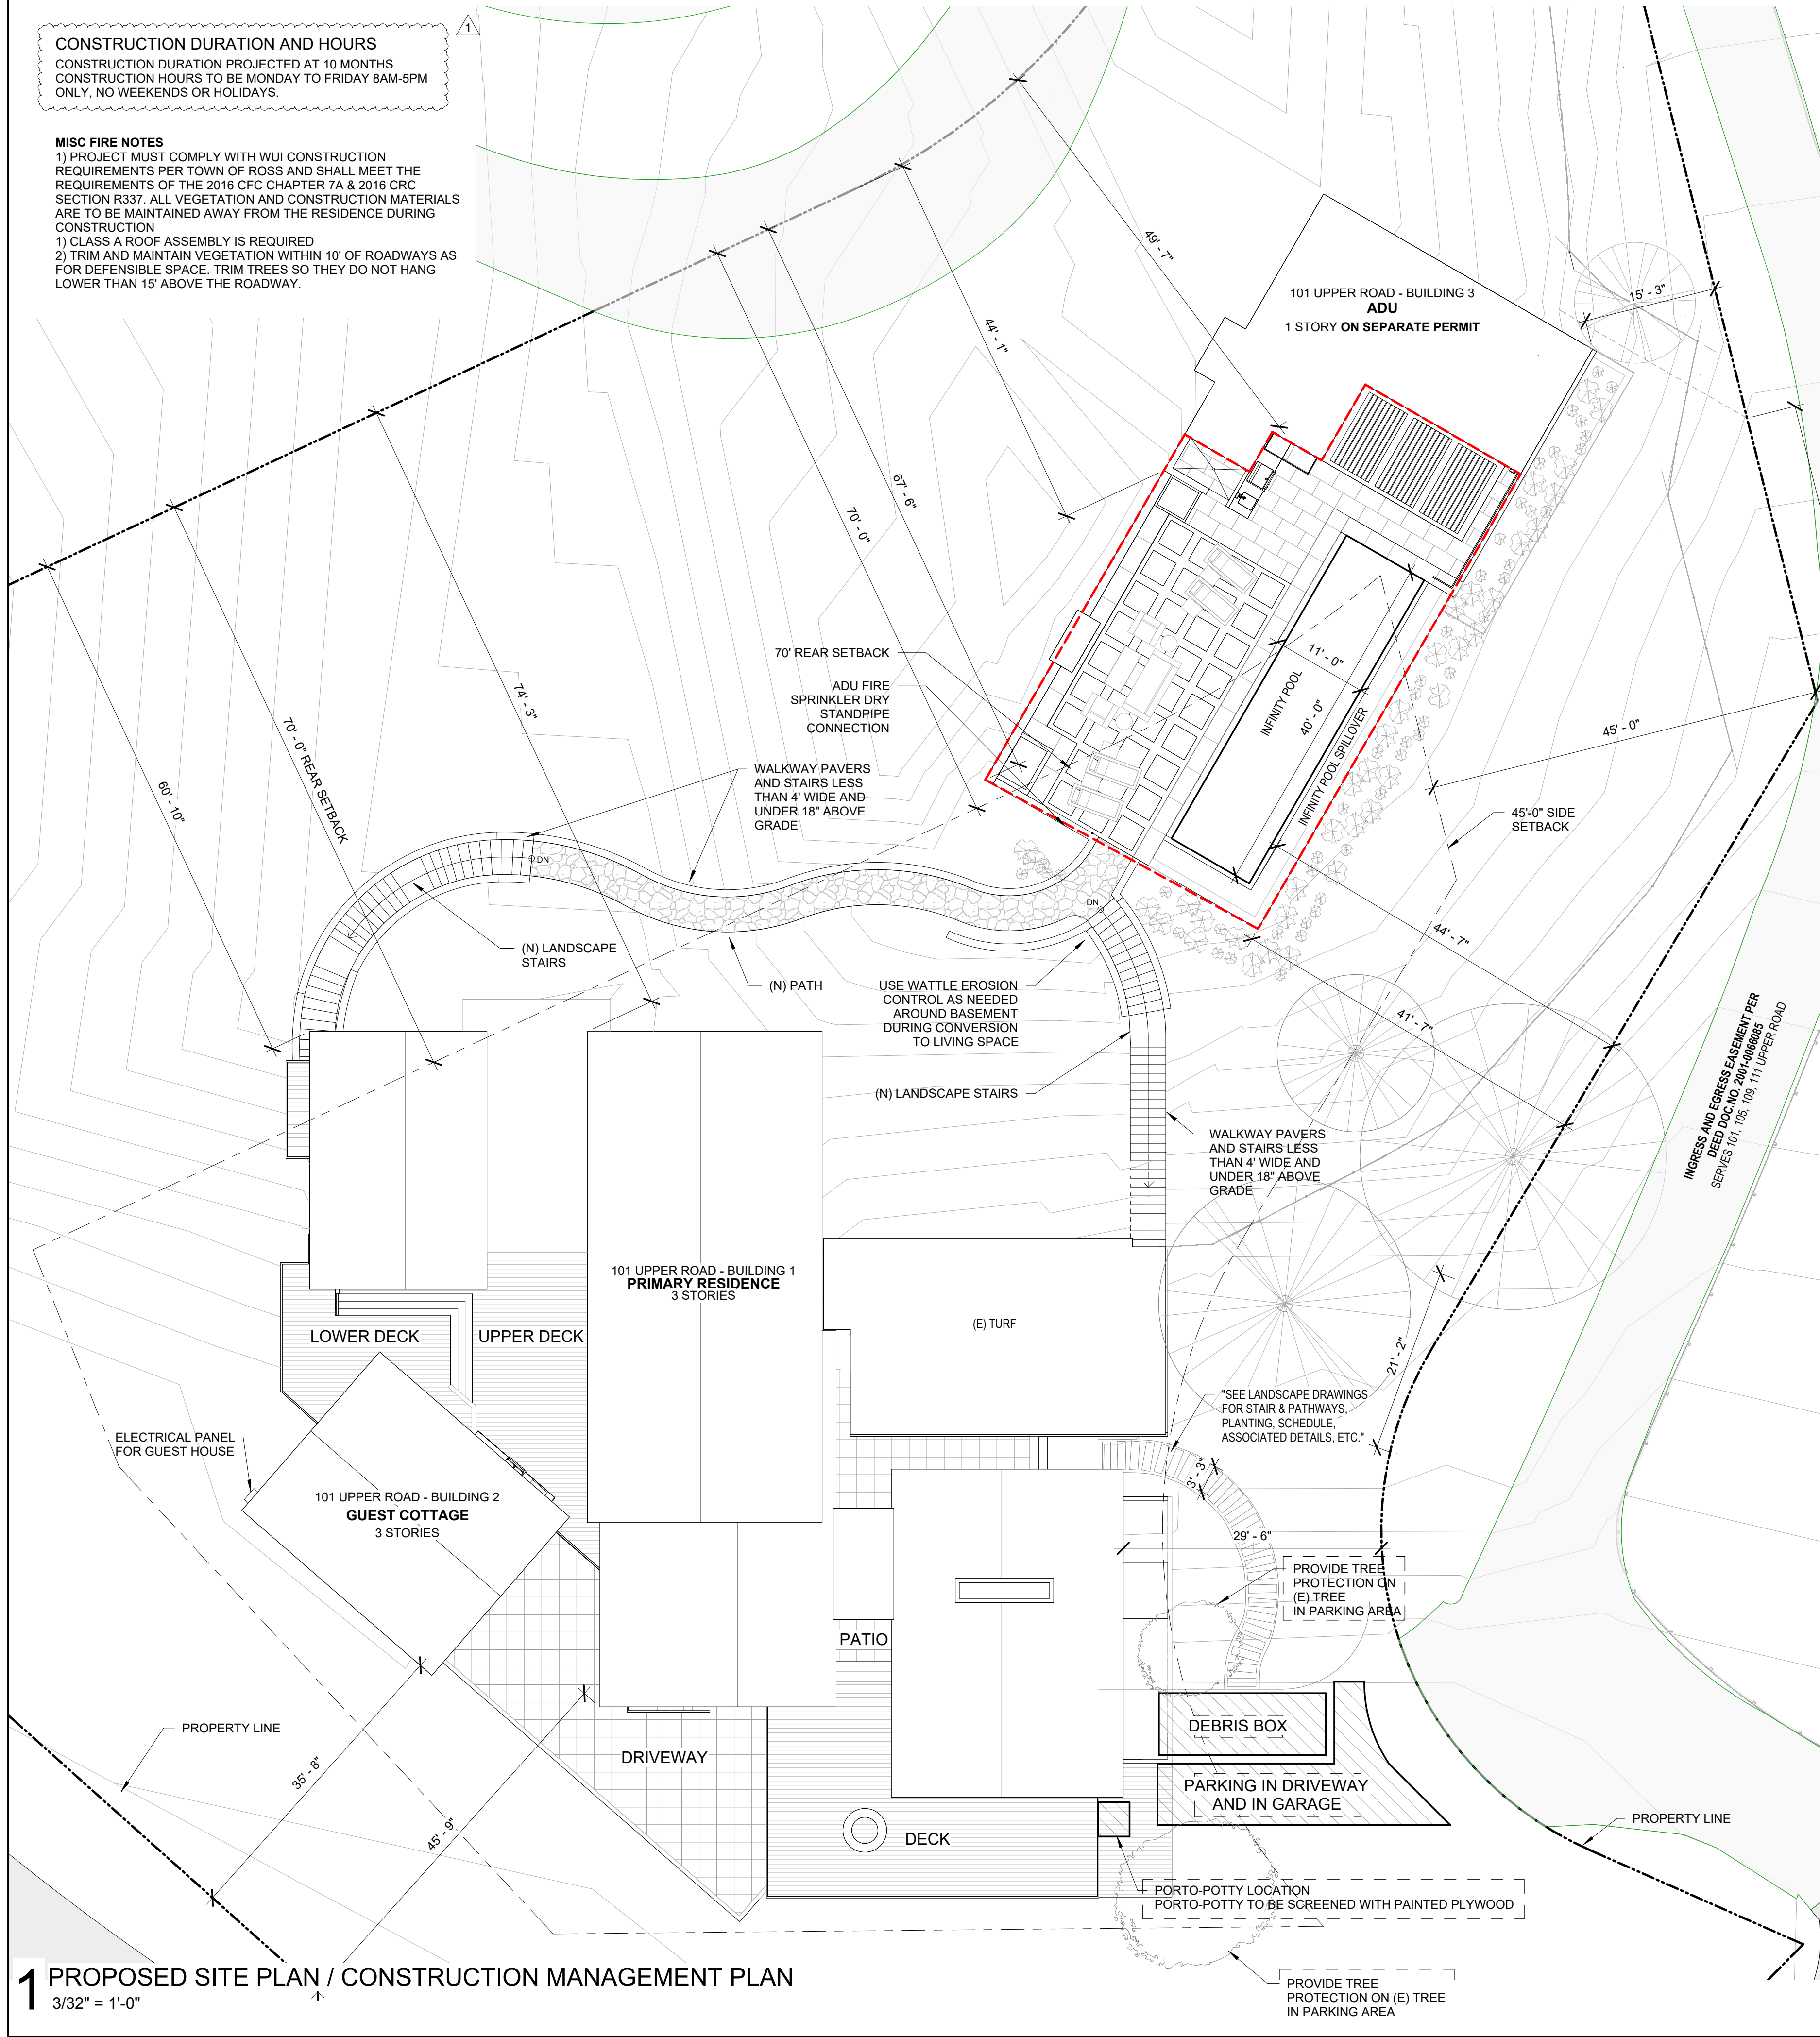 1
CONSTRUCTION DURATION AND HOURS
CONSTRUCTION DURATION PROJECTED AT 10 MONTHS
CONSTRUCTION HOURS TO BE MONDAY TO FRIDAY 8AM-5PM
ONLY, NO WEEKENDS OR HOLIDAYS.
MISC FIRE NOTES
1) PROJECT MUST COMPLY WITH WUI CONSTRUCTION
REQUIREMENTS PER TOWN OF ROSS AND SHALL MEET THE
REQUIREMENTS OF THE 2016 CFC CHAPTER 7A & 2016 CRC
SECTION R337. ALL VEGETATION AND CONSTRUCTION MATERIALS
ARE TO BE MAINTAINED AWAY FROM THE RESIDENCE DURING
CONSTRUCTION
1) CLASS A ROOF ASSEMBLY IS REQUIRED
2) TRIM AND MAINTAIN VEGETATION WITHIN 10' OF ROADWAYS AS
FOR DEFENSIBLE SPACE. TRIM TREES SO THEY DO NOT HANG
LOWER THAN 15' ABOVE THE ROADWAY.
49' - 7"
101 UPPER ROAD - BUILDING 3
ADU
1 STORY ON SEPARATE PERMIT
15' - 3"
44' - 1"
67' - 6"
70' - 0"
74' - 3"
70' - 0" REAR SETBACK
60' - 10"
70' REAR SETBACK
ADU FIRE
SPRINKLER DRY
STANDPIPE
CONNECTION
11' - 0"
INFINITY POOL
40' - 0"
INFINITY POOL SPILLOVER
45' - 0"
45'-0" SIDE
SETBACK
WALKWAY PAVERS
AND STAIRS LESS
THAN 4' WIDE AND
UNDER 18" ABOVE
GRADE
DN
DN
(N) LANDSCAPE
STAIRS
(N) PATH
USE WATTLE EROSION
CONTROL AS NEEDED
AROUND BASEMENT
DURING CONVERSION
TO LIVING SPACE
44' - 7"
41' - 7"
(N) LANDSCAPE STAIRS
WALKWAY PAVERS
AND STAIRS LESS
THAN 4' WIDE AND
UNDER 18" ABOVE
GRADE
INGRESS AND EGRESS EASEMENT PER
DEED DOC.NO. 2001-0066085
SERVES 101, 105, 109, 111 UPPER ROAD
101 UPPER ROAD - BUILDING 1
PRIMARY RESIDENCE
3 STORIES
(E) TURF
LOWER DECK
UPPER DECK
21' - 2"
"SEE LANDSCAPE DRAWINGS
FOR STAIR & PATHWAYS,
PLANTING, SCHEDULE,
ASSOCIATED DETAILS, ETC."
3' - 3"
ELECTRICAL PANEL
FOR GUEST HOUSE
101 UPPER ROAD - BUILDING 2
GUEST COTTAGE
3 STORIES
29' - 6"
PROVIDE TREE
PROTECTION ON
(E) TREE
IN PARKING AREA
PATIO
DEBRIS BOX
PROPERTY LINE
35' - 8"
DRIVEWAY
PARKING IN DRIVEWAY
AND IN GARAGE
PROPERTY LINE
45' - 9"
DECK
PORTO-POTTY LOCATION
PORTO-POTTY TO BE SCREENED WITH PAINTED PLYWOOD
PROVIDE TREE
PROTECTION ON (E) TREE
IN PARKING AREA
1 PROPOSED SITE PLAN / CONSTRUCTION MANAGEMENT PLAN
3/32" = 1'-0"